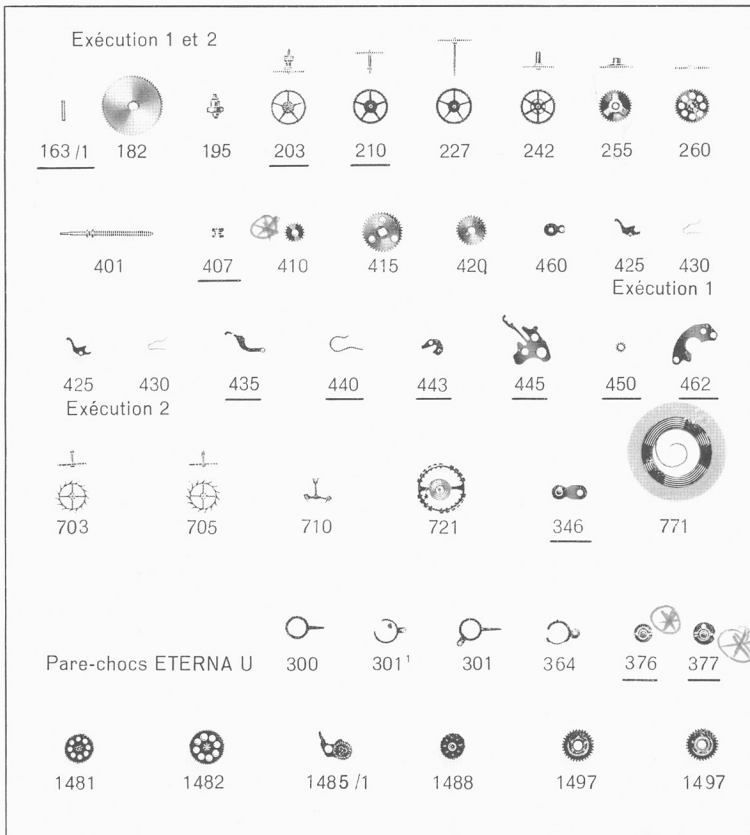 Exécution 1 et 2
163 /1 182 195 203 210 227 242 255 260
401 407 410 415 420 460 425 430
Exécution 1
425 430 435 440 443 445 450 462
Exécution 2
703 705 710 721 346 771
Pare-chocs ETERNA U 300 301¹ 301 364 376 377
1481 1482 1485 /1 1488 1497 1497